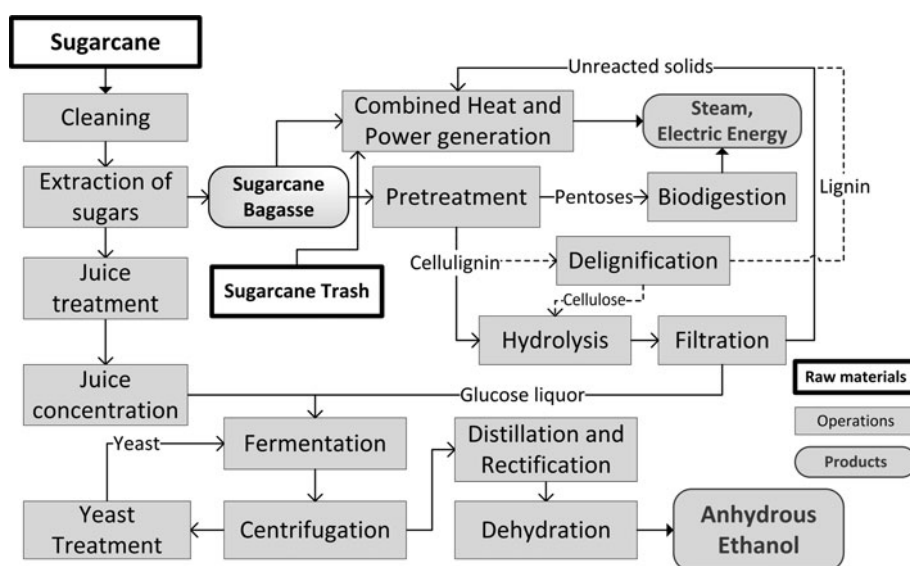 Sugarcane
Unreacted solids
Cleaning
Combined Heat and
Power generation
Steam,
Electric Energy
Extraction of
sugars
Sugarcane
Bagasse
Pretreatment
Pentoses
Biodigestion
Lignin
Juice
treatment
Sugarcane Trash
Cellulignin
Delignification
Cellulose
Hydrolysis
Filtration
Juice
concentration
Glucose liquor
Raw materials
Operations
Products
Yeast
Fermentation
Distillation and
Rectification
Yeast
Treatment
Centrifugation
Dehydration
Anhydrous
Ethanol